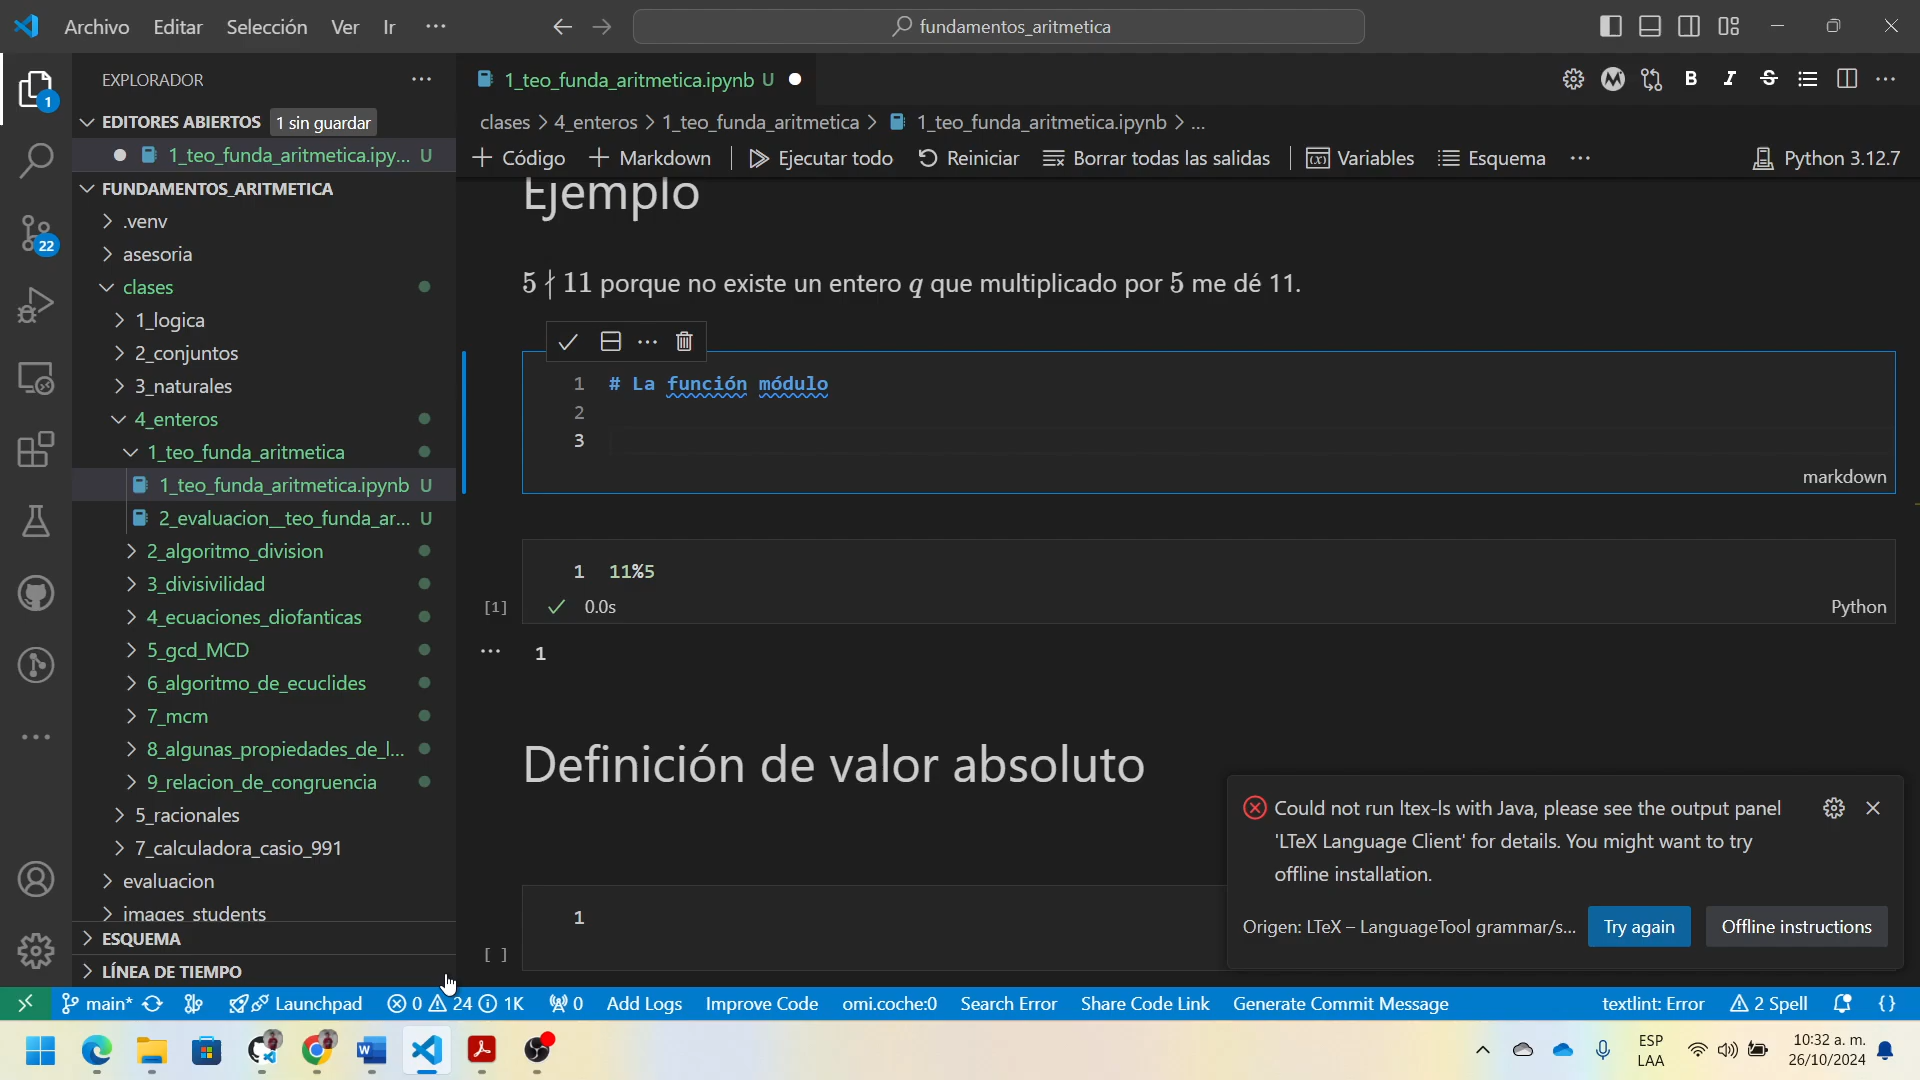 Archivo Editar Selección Ver Ir ··· fundamentos_aritmetica
EXPLORADOR ···
EDITORES ABIERTOS 1 sin guardar
1_teo_funda_aritmetica.ipy... U
FUNDAMENTOS_ARITMETICA
.venv
asesoria
clases
1_logica
2_conjuntos
3_naturales
4_enteros
1_teo_funda_aritmetica
1_teo_funda_aritmetica.ipynb U
2_evaluacion__teo_funda_ar... U
2_algoritmo_division
3_divisivilidad
4_ecuaciones_diofanticas
5_gcd_MCD
6_algoritmo_de_ecuclides
7_mcm
8_algunas_propiedades_de_l...
9_relacion_de_congruencia
5_racionales
7_calculadora_casio_991
evaluacion
images_students
ESQUEMA
LÍNEA DE TIEMPO
1
22
1_teo_funda_aritmetica.ipynb U
clases > 4_enteros > 1_teo_funda_aritmetica > 1_teo_funda_aritmetica.ipynb > ...
+ Código + Markdown Ejecutar todo Reiniciar Borrar todas las salidas Variables Esquema ··· Python 3.12.7
Ejemplo
5 ∤ 11 porque no existe un entero q que multiplicado por 5 me dé 11.
1 # La función módulo
2
3
markdown
1 11%5
[1] 0.0s Python
1
Definición de valor absoluto
1
[ ]
Could not run ltex-ls with Java, please see the output panel
'LTeX Language Client' for details. You might want to try
offline installation.
Origen: LTeX – LanguageTool grammar/s... Try again Offline instructions
main* Launchpad 0 24 1K 0 Add Logs Improve Code omi.coche:0 Search Error Share Code Link Generate Commit Message textlint: Error 2 Spell {}
ESP
LAA
10:32 a. m.
26/10/2024